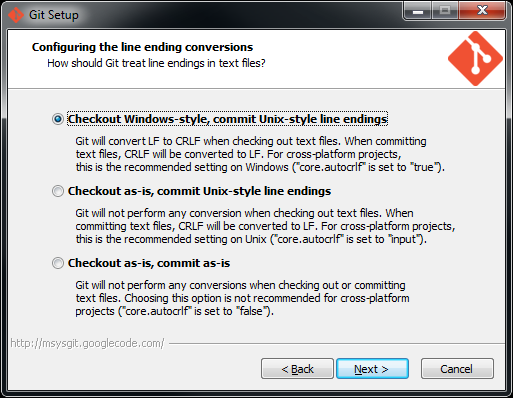 Git Setup
Configuring the line ending conversions
How should Git treat line endings in text files?
Checkout Windows-style, commit Unix-style line endings
Git will convert LF to CRLF when checking out text files. When committing
text files, CRLF will be converted to LF. For cross-platform projects,
this is the recommended setting on Windows ("core.autocrlf" is set to "true").
Checkout as-is, commit Unix-style line endings
Git will not perform any conversion when checking out text files. When
committing text files, CRLF will be converted to LF. For cross-platform projects,
this is the recommended setting on Unix ("core.autocrlf" is set to "input").
Checkout as-is, commit as-is
Git will not perform any conversions when checking out or committing
text files. Choosing this option is not recommended for cross-platform
projects ("core.autocrlf" is set to "false").
http://msysgit.googlecode.com/
< Back
Next >
Cancel